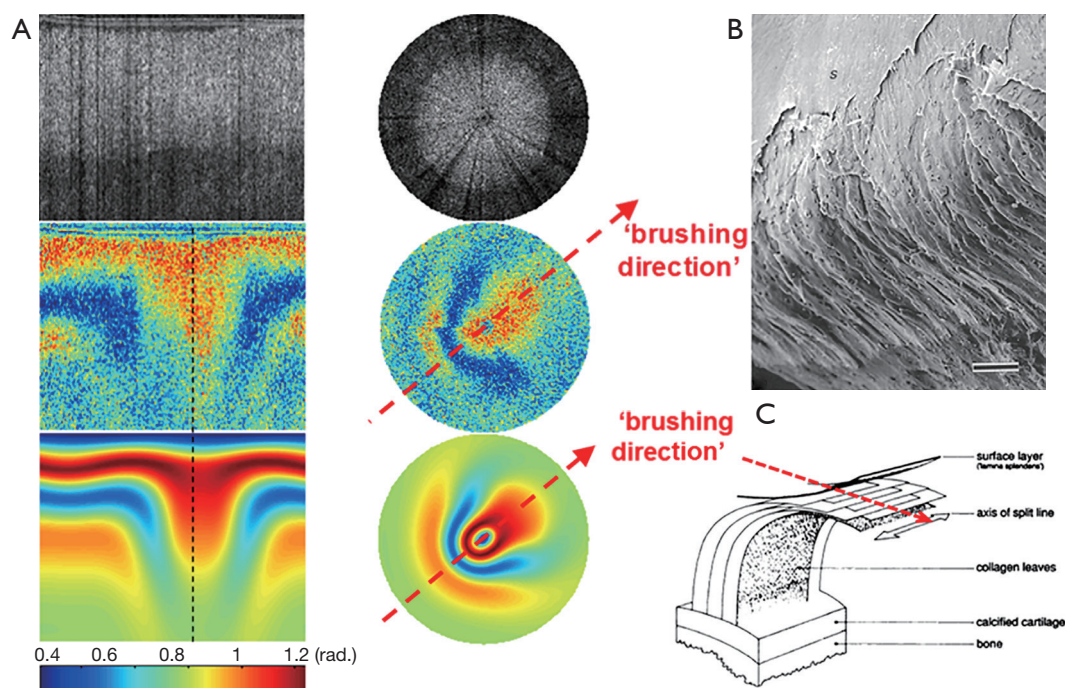 A
B
s
'brushing
direction'
'brushing
direction'
C
surface layer
('lamina splendens')
axis of split line
collagen leaves
calcified cartilage
bone
0.4 0.6 0.8 1 1.2 (rad.)